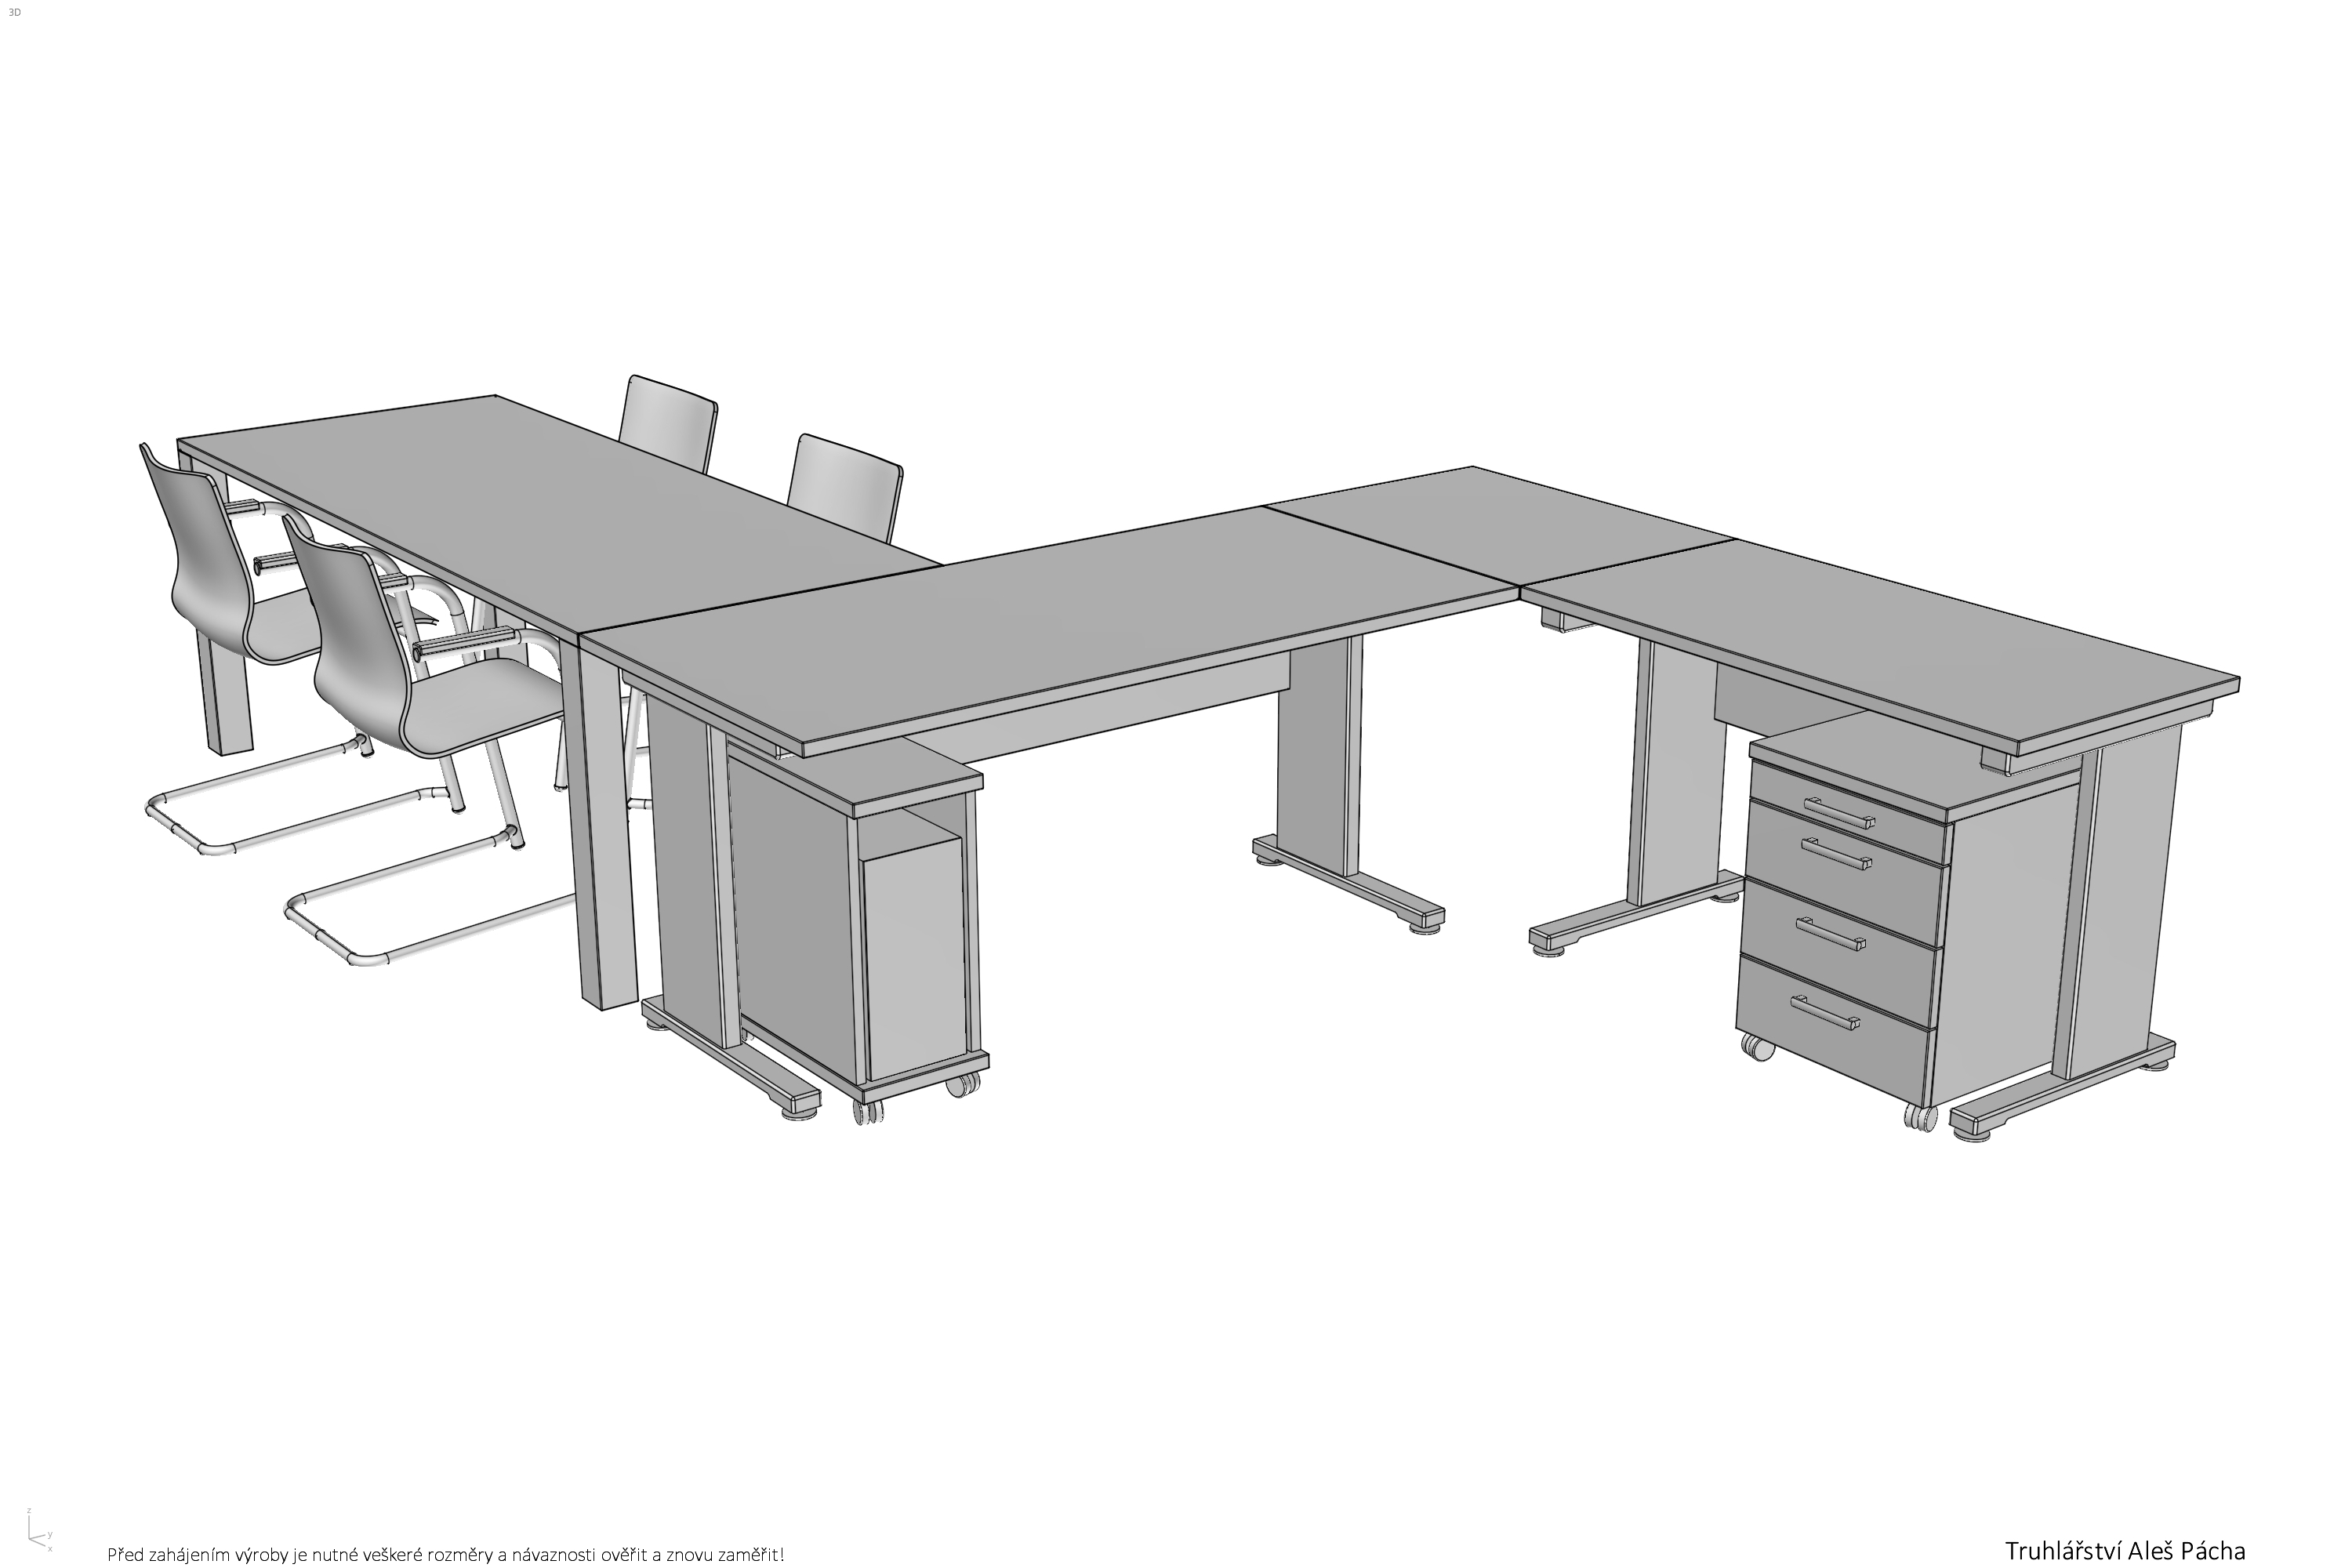 3D
z
y
x
Před zahájením výroby je nutné veškeré rozměry a návaznosti ověřit a znovu zaměřit!
Truhlářství Aleš Pácha